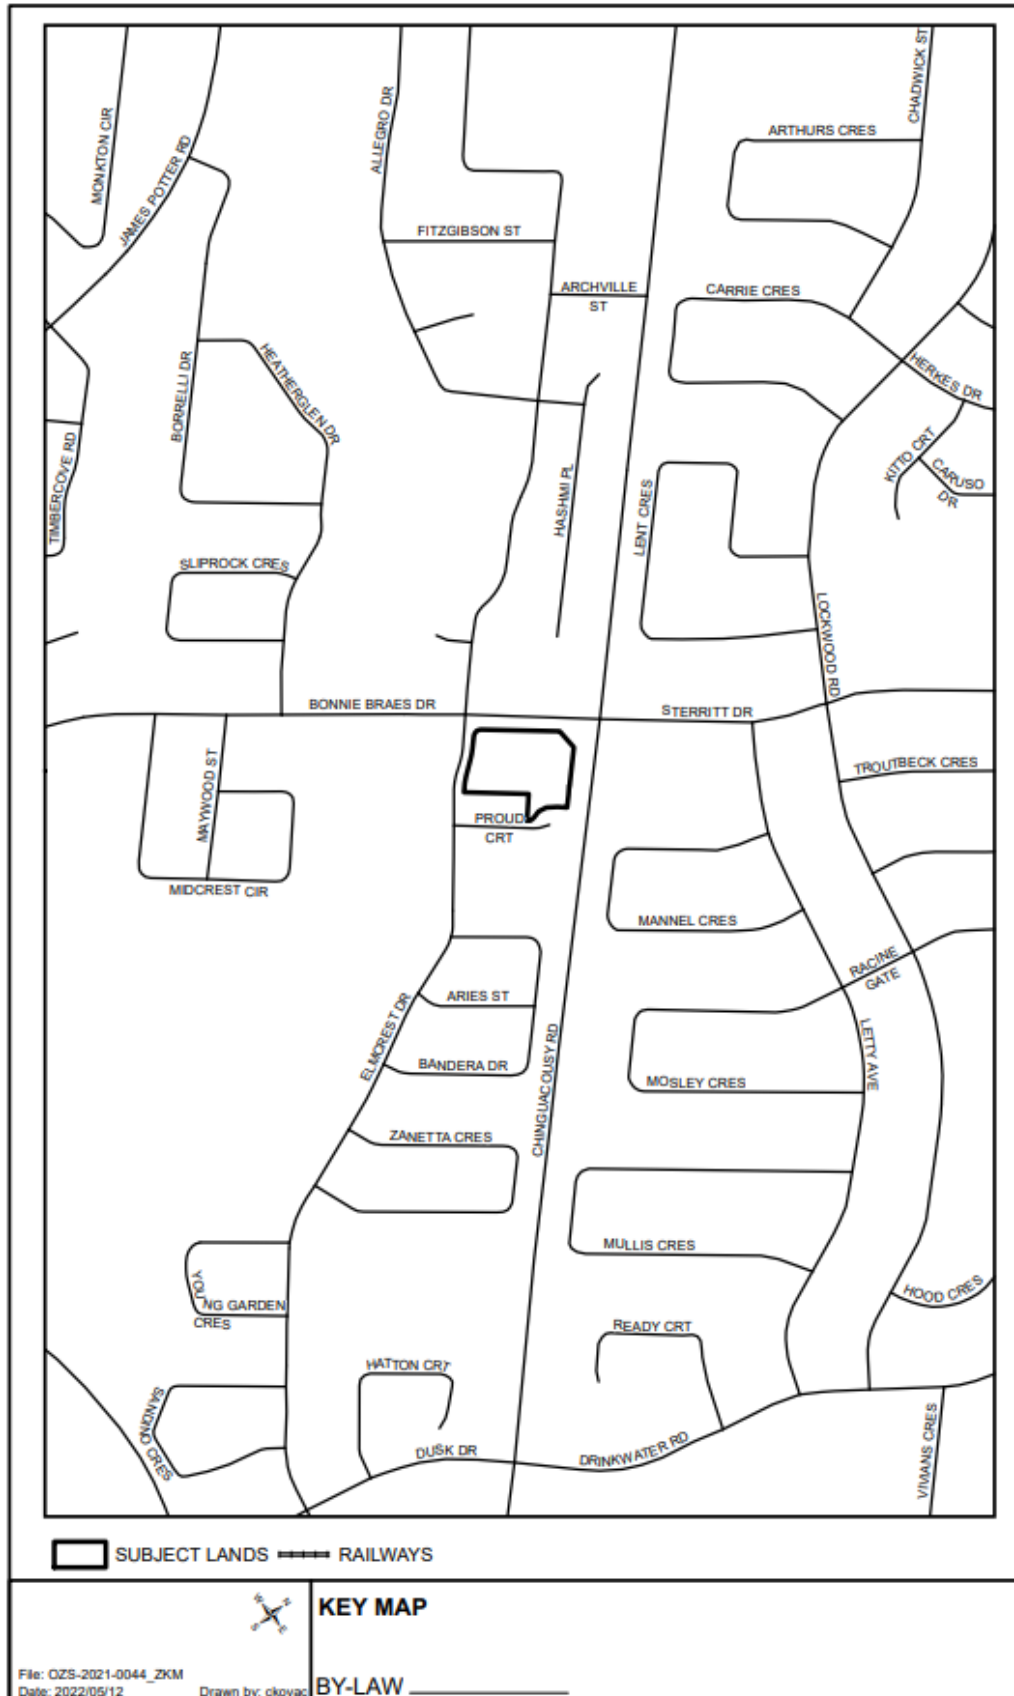 MONKTON CIR
JAMES POTTER RD
ALLEGRO DR
CHADWICK ST
ARTHURS CRES
FITZGIBSON ST
ARCHVILLE
ST
CARRIE CRES
HERKES DR
BORRELLI DR
HEATHERGLEN DR
TIMBERCOVE RD
HASHMI PL
LENT CRES
KITTO CRT
CARUSO
DR
SLIPROCK CRES
LOCKWOOD RD
BONNIE BRAES DR
STERRITT DR
MAYWOOD ST
TROUTBECK CRES
PROUD
CRT
MIDCREST CIR
MANNEL CRES
RACINE
GATE
ARIES ST
ELMCREST DR
BANDERA DR
CHINGUACOUSY RD
LETTY AVE
MOSLEY CRES
ZANETTA CRES
MULLIS CRES
YOUNG GARDEN
CRES
HOOD CRES
READY CRT
HATTON CRT
SANDINO CRES
DUSK DR
DRINKWATER RD
VIVIANS CRES
SUBJECT LANDS RAILWAYS
W N
S E
KEY MAP
File: OZS-2021-0044_ZKM
Date: 2022/05/12 Drawn by: ckovac
BY-LAW ______________